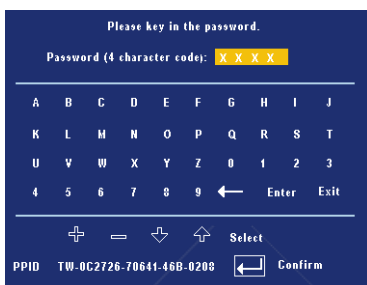 Please key in the password.
Password (4 character code): X X X X
A B C D E F G H I J
K L M N O P Q R S T
U V W X Y Z 0 1 2 3
4 5 6 7 8 9 ← Enter Exit
Select
PPID TW-0C2726-70641-46B-0208 Confirm